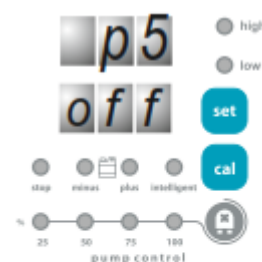 p5
high
low
off
set
cal
stop minus plus intelligent
% 25 50 75 100
pump control